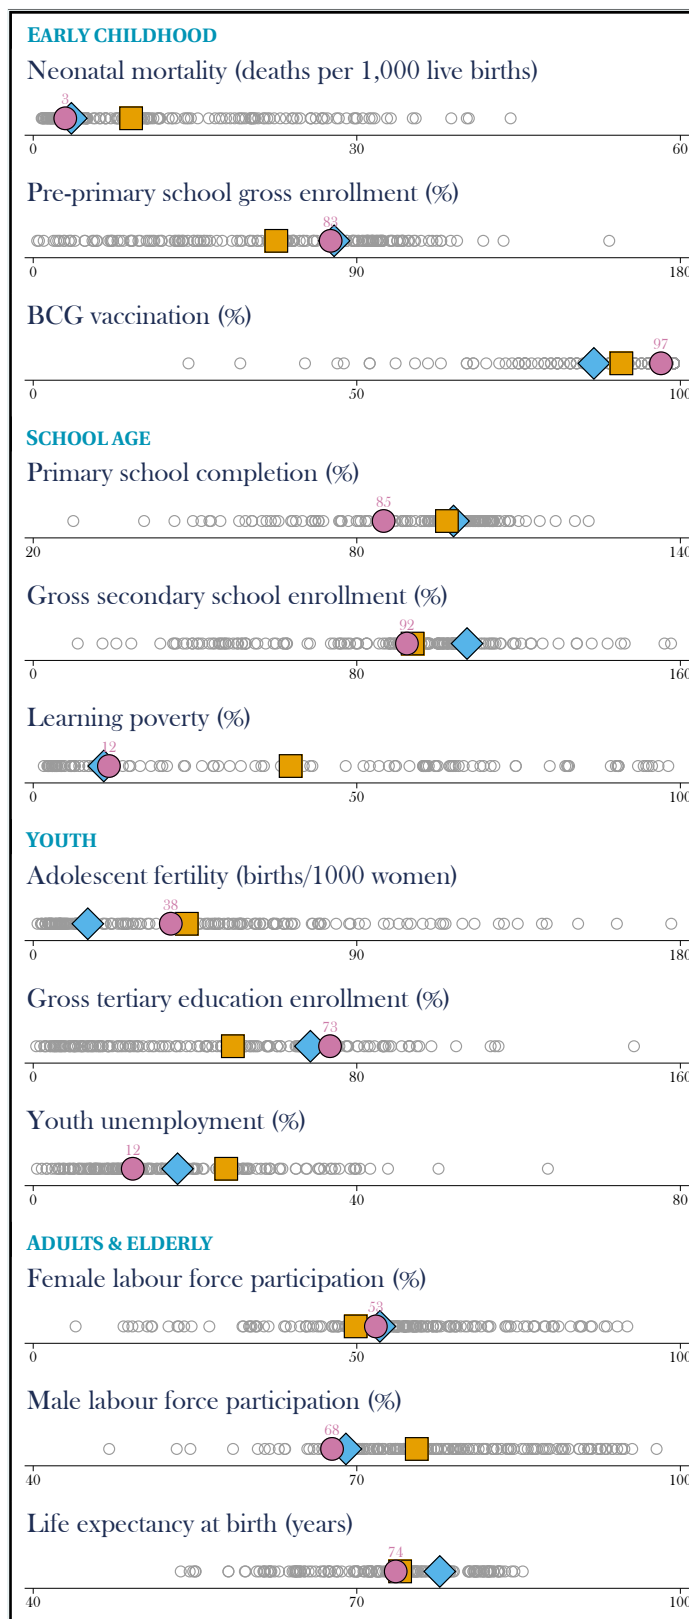 EARLY CHILDHOOD
Neonatal mortality (deaths per 1,000 live births)
3
0 30 60
Pre-primary school gross enrollment (%)
83
0 90 180
BCG vaccination (%)
97
0 50 100
SCHOOL AGE
Primary school completion (%)
85
20 80 140
Gross secondary school enrollment (%)
92
0 80 160
Learning poverty (%)
12
0 50 100
YOUTH
Adolescent fertility (births/1000 women)
38
0 90 180
Gross tertiary education enrollment (%)
73
0 80 160
Youth unemployment (%)
12
0 40 80
ADULTS & ELDERLY
Female labour force participation (%)
53
0 50 100
Male labour force participation (%)
68
40 70 100
Life expectancy at birth (years)
74
40 70 100